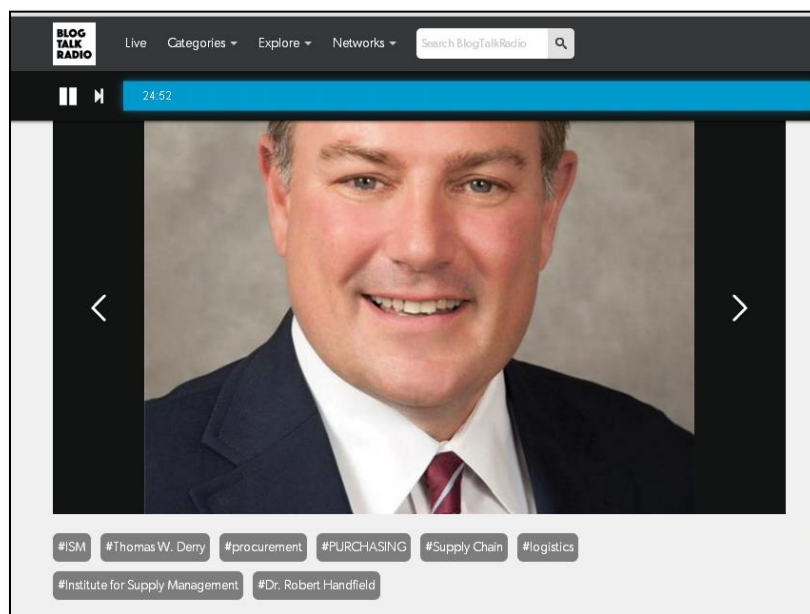 BLOG
TALK
RADIO
Live Categories Explore Networks Search BlogTalkRadio
24:52
#ISM #Thomas W. Derry #procurement #PURCHASING #Supply Chain #logistics
#Institute for Supply Management #Dr. Robert Handfield